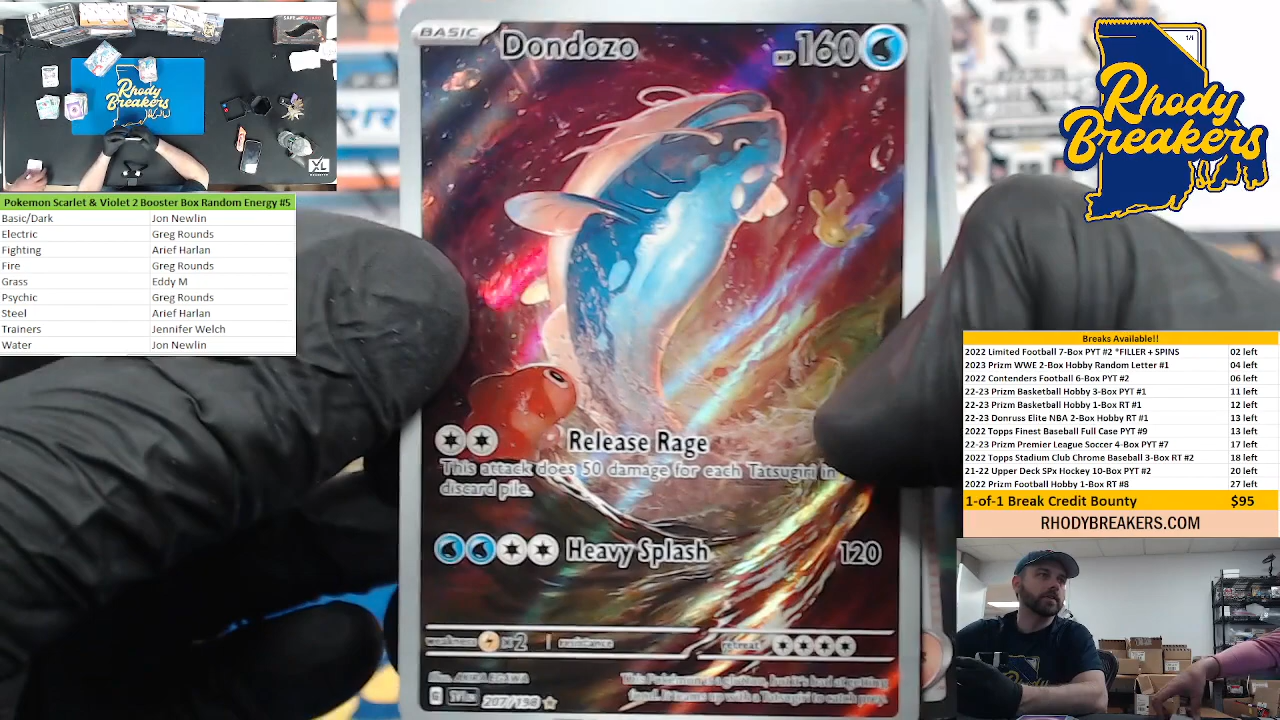 Rhody
Breakers
Pokemon Scarlet & Violet 2 Booster Box Random Energy #5
Basic/Dark Jon Newlin
Electric Greg Rounds
Fighting Arief Harlan
Fire Greg Rounds
Grass Eddy M
Psychic Greg Rounds
Steel Arief Harlan
Trainers Jennifer Welch
Water Jon Newlin
BASIC Dondozo HP 160
Release Rage
This attack does 50 damage for each Tatsugiri in
discard pile.
Heavy Splash 120
weakness x2 resistance retreat
207/198
1/1
Rhody
Breakers
Breaks Available!!
2022 Limited Football 7-Box PYT #2 *FILLER + SPINS 02 left
2023 Prizm WWE 2-Box Hobby Random Letter #1 04 left
2022 Contenders Football 6-Box PYT #2 06 left
22-23 Prizm Basketball Hobby 3-Box PYT #1 11 left
22-23 Prizm Basketball Hobby 1-Box RT #1 12 left
22-23 Donruss Elite NBA 2-Box Hobby RT #1 13 left
2022 Topps Finest Baseball Full Case PYT #9 13 left
22-23 Prizm Premier League Soccer 4-Box PYT #7 17 left
2022 Topps Stadium Club Chrome Baseball 3-Box RT #2 18 left
21-22 Upper Deck SPx Hockey 10-Box PYT #2 20 left
2022 Prizm Football Hobby 1-Box RT #8 27 left
1-of-1 Break Credit Bounty $95
RHODYBREAKERS.COM
Rhody